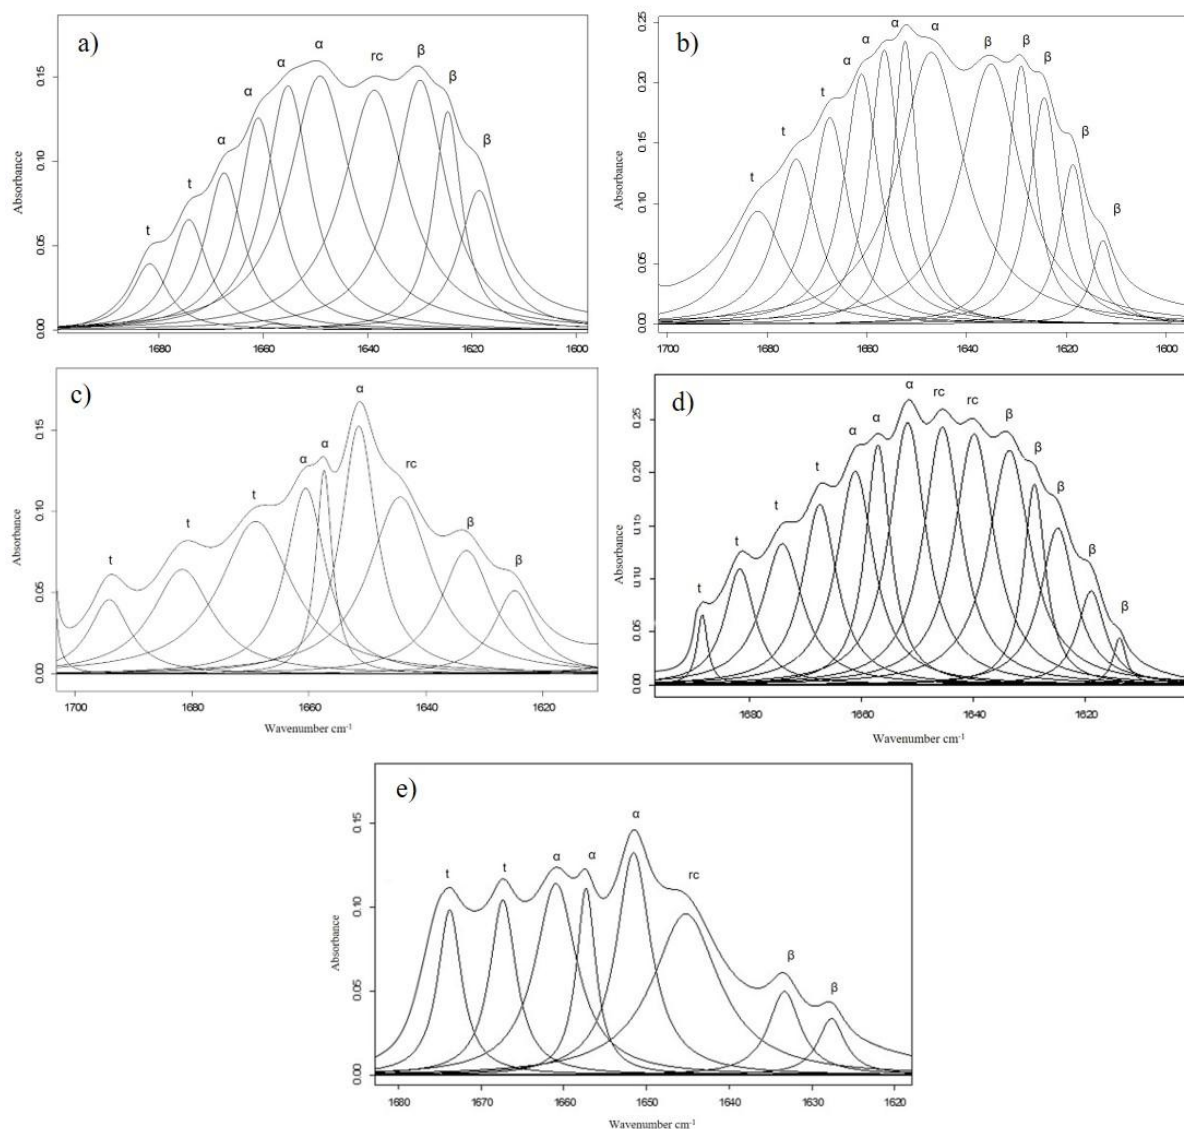 a)
t t α α α α rc β β β
Absorbance
0.00 0.05 0.10 0.15
1680 1660 1640 1620 1600
b)
t t α α α α β β β β β
Absorbance
0.00 0.05 0.10 0.15 0.20 0.25
1700 1680 1660 1640 1620 1600
c)
t t t α α α rc β β
Absorbance
0.00 0.05 0.10 0.15
1700 1680 1660 1640 1620
Wavenumber cm⁻¹
d)
t t t t α α α rc rc β β β β β
Absorbance
0.00 0.05 0.10 0.15 0.20 0.25
1680 1660 1640 1620
Wavenumber cm⁻¹
e)
t t α α α rc β β
Absorbance
0.00 0.05 0.10 0.15
1680 1670 1660 1650 1640 1630 1620
Wavenumber cm⁻¹